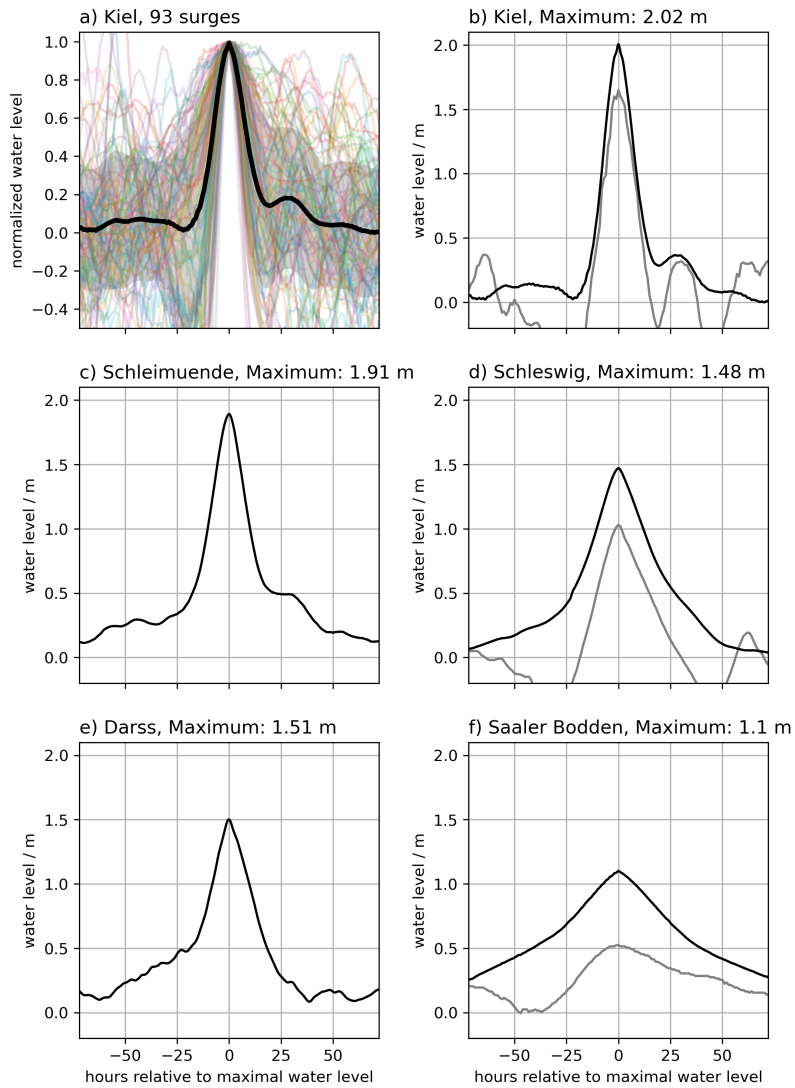 a) Kiel, 93 surges
1.0
0.8
0.6
0.4
0.2
0.0
−0.2
−0.4
normalized water level
b) Kiel, Maximum: 2.02 m
2.0
1.5
1.0
0.5
0.0
water level / m
c) Schleimuende, Maximum: 1.91 m
2.0
1.5
1.0
0.5
0.0
water level / m
d) Schleswig, Maximum: 1.48 m
2.0
1.5
1.0
0.5
0.0
water level / m
e) Darss, Maximum: 1.51 m
2.0
1.5
1.0
0.5
0.0
water level / m
−50 −25 0 25 50
hours relative to maximal water level
f) Saaler Bodden, Maximum: 1.1 m
2.0
1.5
1.0
0.5
0.0
water level / m
−50 −25 0 25 50
hours relative to maximal water level